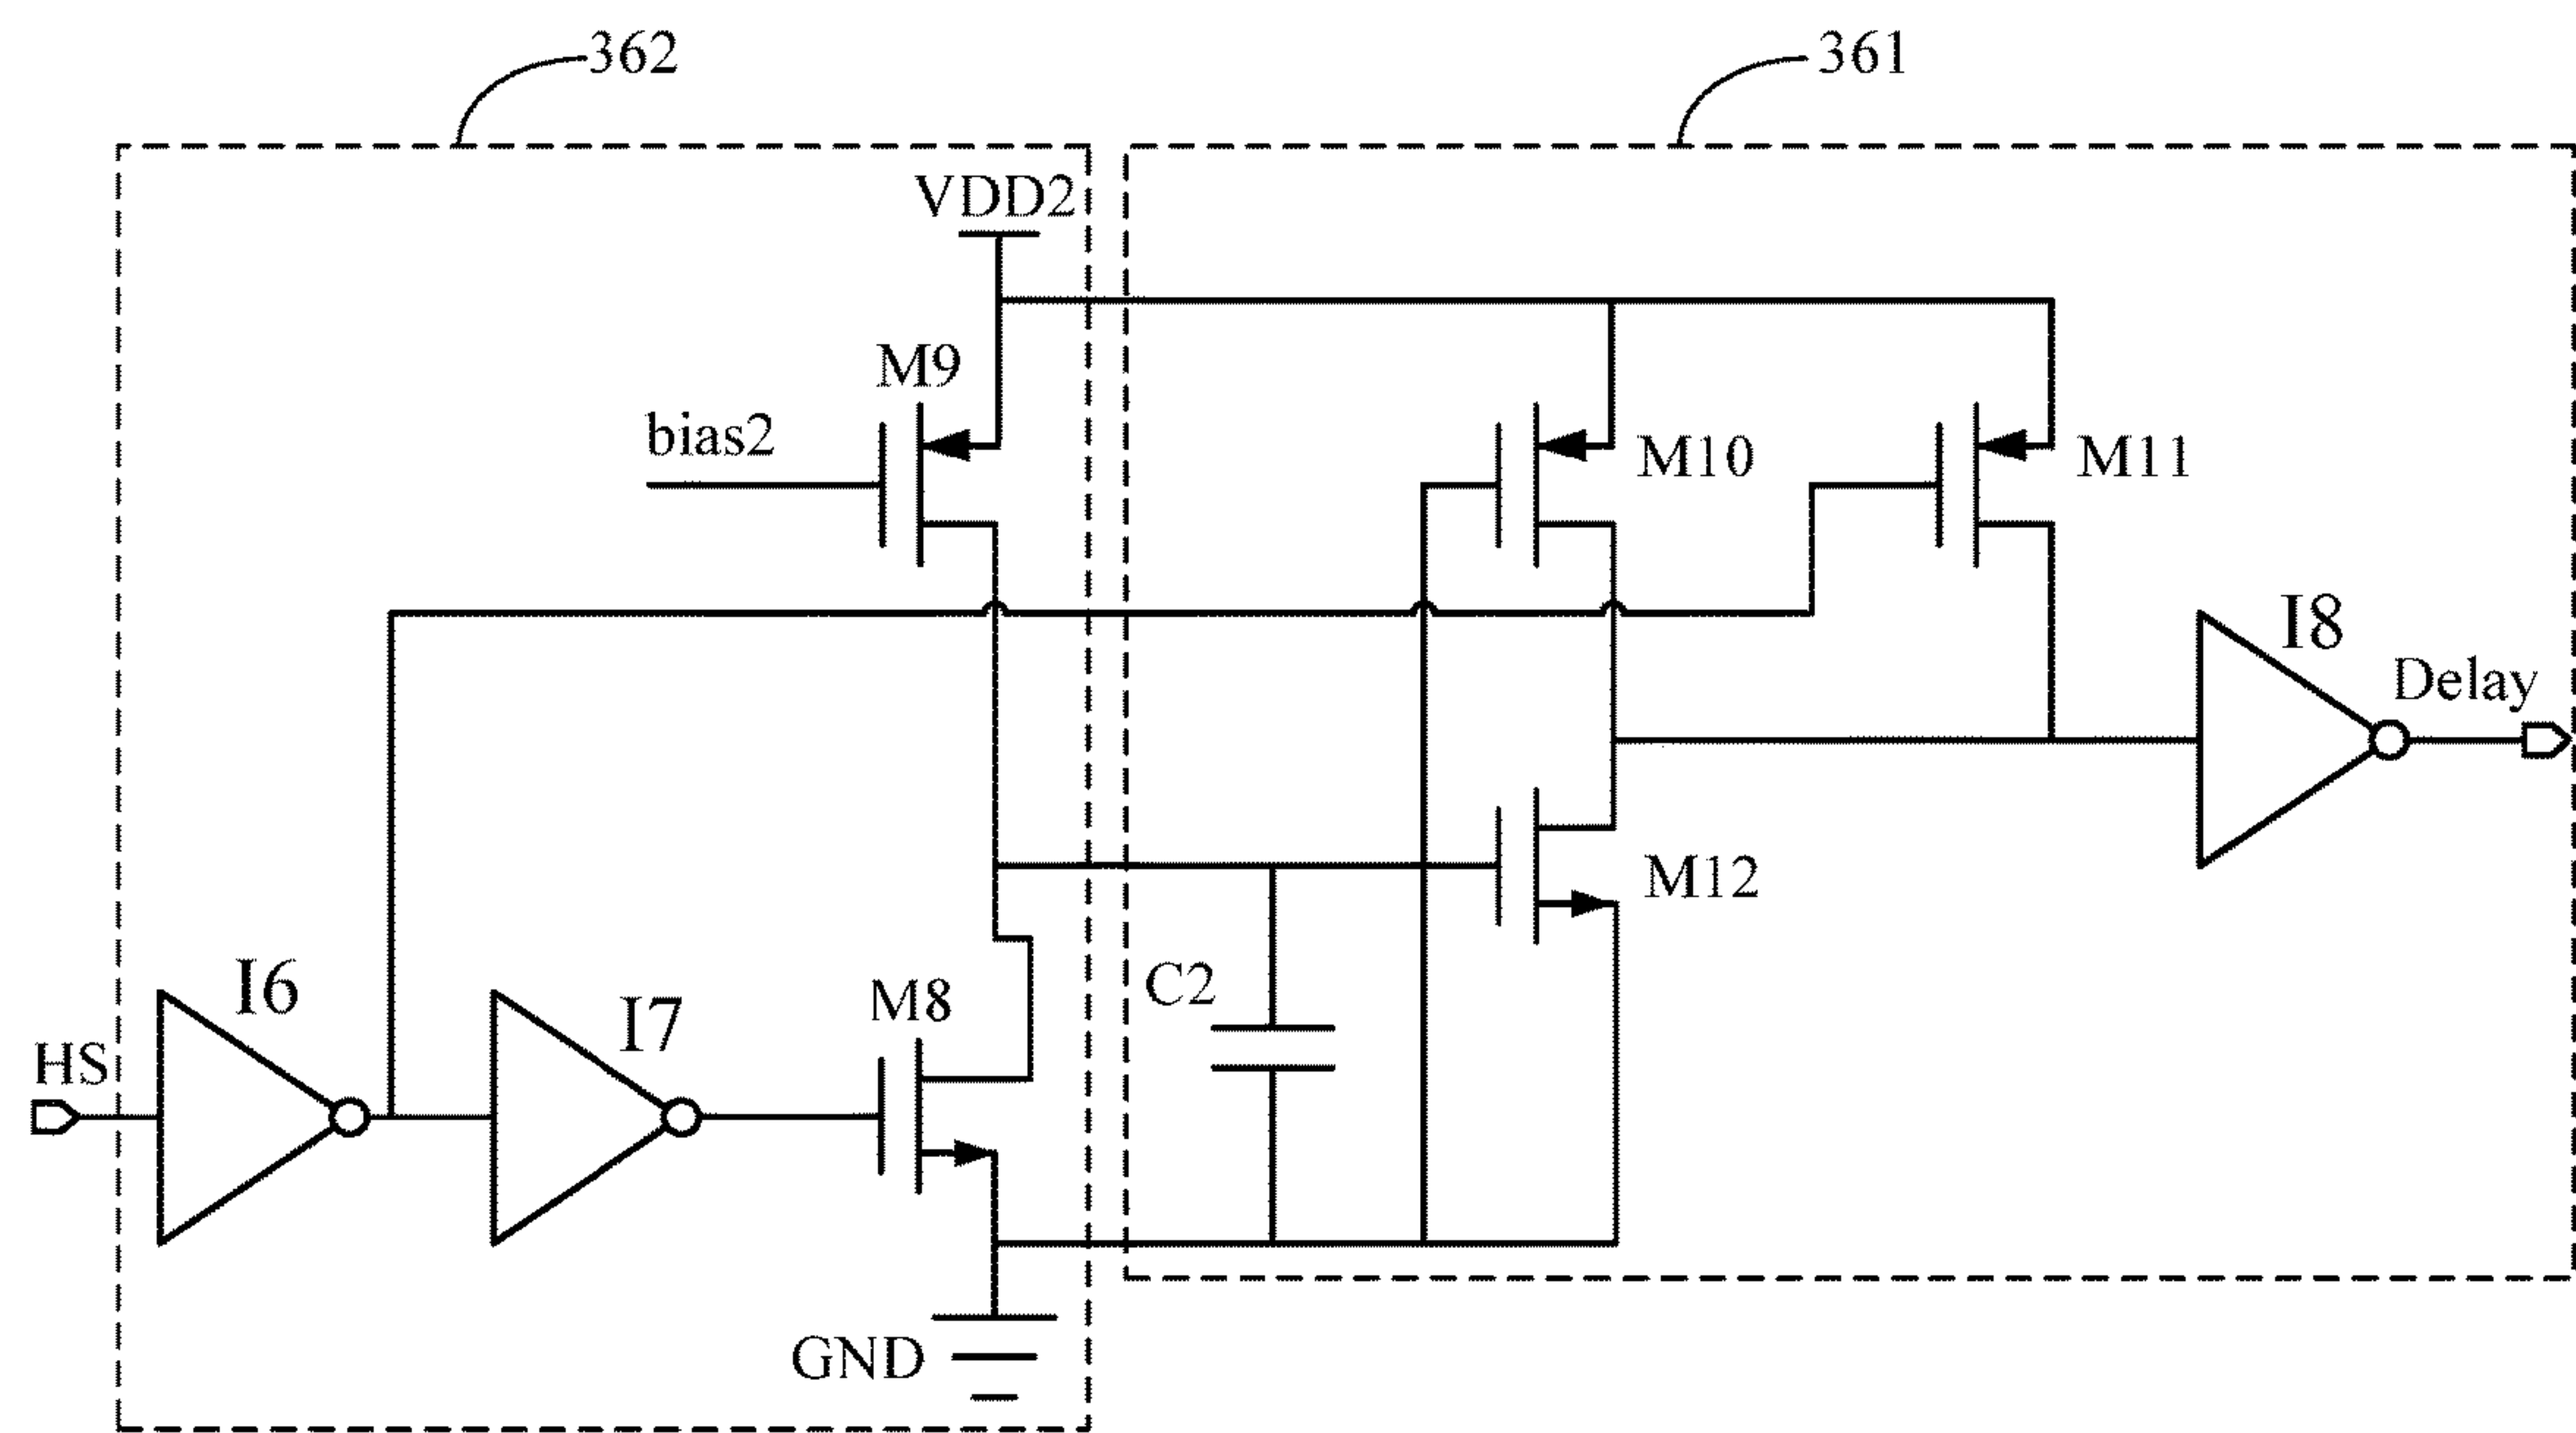 362
361
VDD2
M9
bias2
M10
M11
I8
Delay
M12
C2
I6
I7
M8
HS
GND